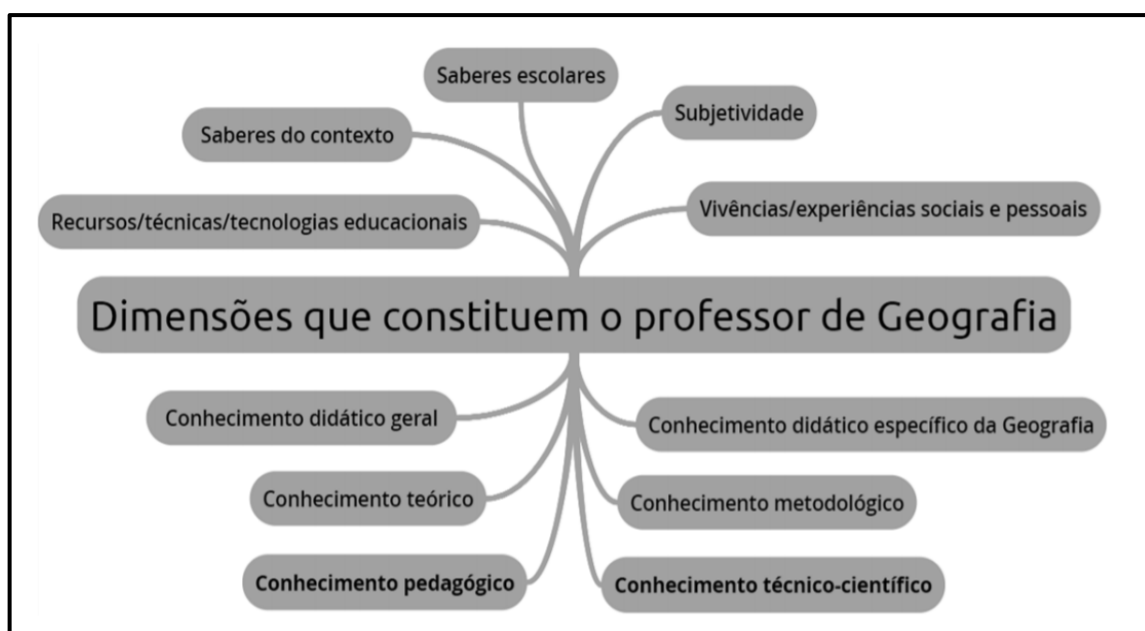 Saberes escolares
Subjetividade
Saberes do contexto
Vivências/experiências sociais e pessoais
Recursos/técnicas/tecnologias educacionais
Dimensões que constituem o professor de Geografia
Conhecimento didático geral
Conhecimento didático específico da Geografia
Conhecimento teórico
Conhecimento metodológico
Conhecimento pedagógico
Conhecimento técnico-científico